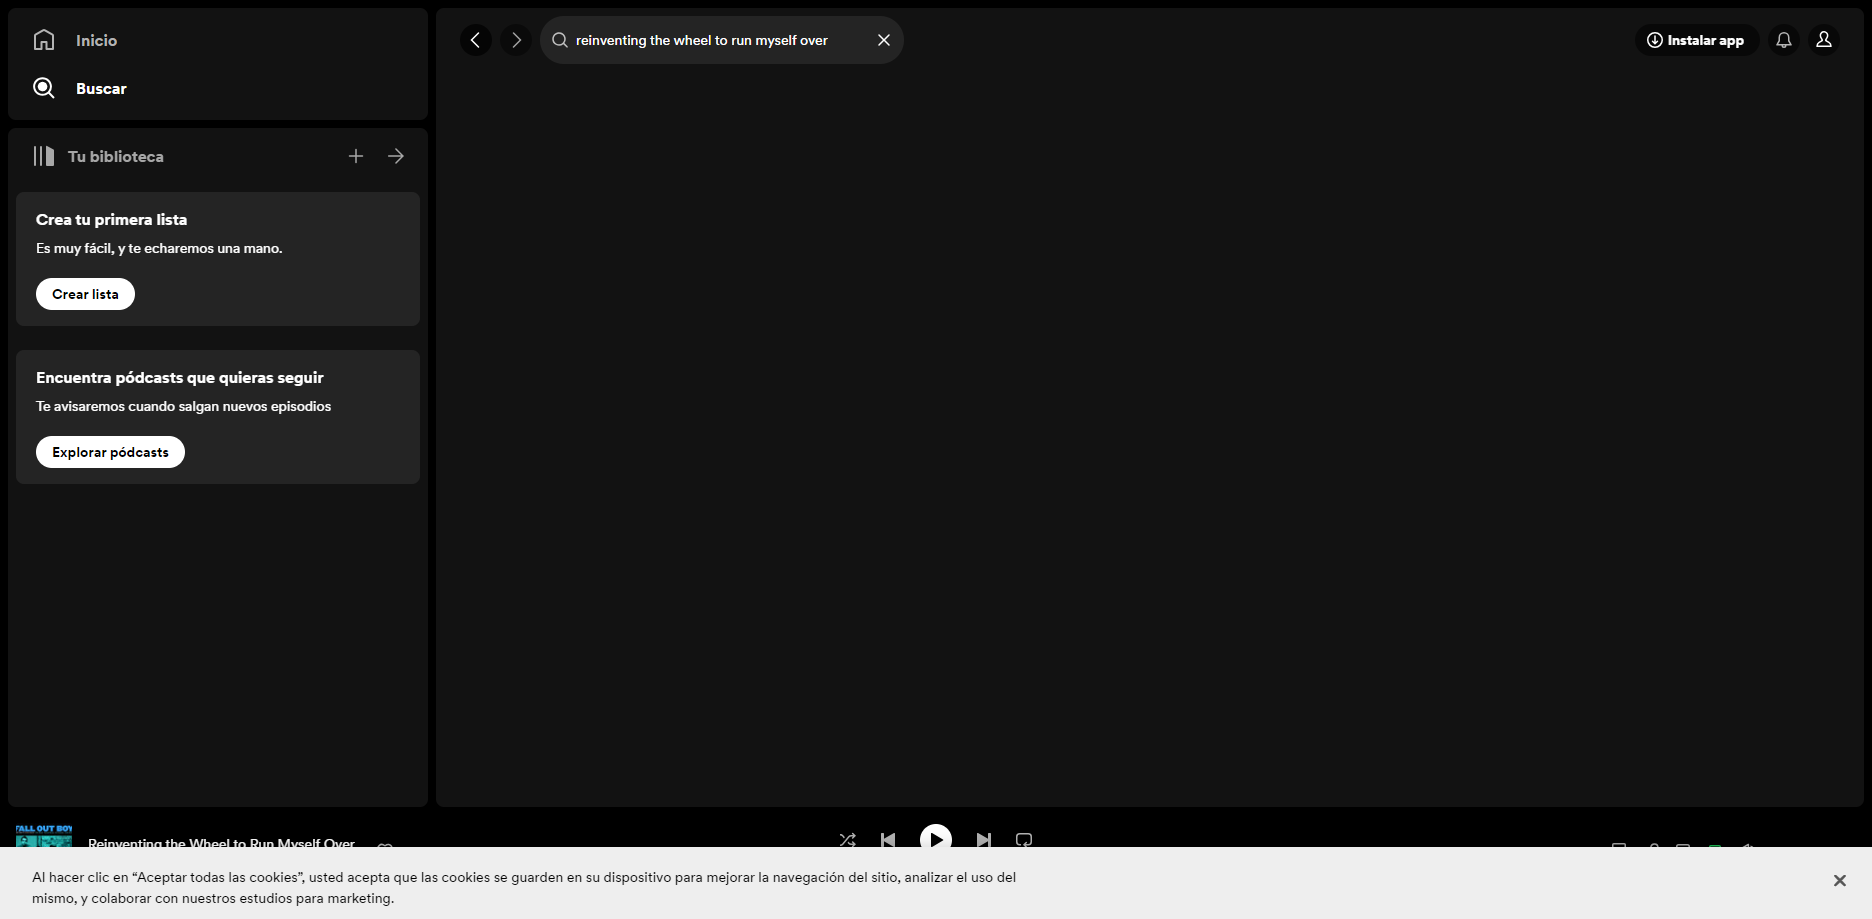 Inicio
Buscar
Tu biblioteca
Crea tu primera lista
Es muy fácil, y te echaremos una mano.
Crear lista
Encuentra pódcasts que quieras seguir
Te avisaremos cuando salgan nuevos episodios
Explorar pódcasts
reinventing the wheel to run myself over
Instalar app
FALL OUT BOY
Reinventing the Wheel to Run Myself Over
Al hacer clic en “Aceptar todas las cookies”, usted acepta que las cookies se guarden en su dispositivo para mejorar la navegación del sitio, analizar el uso del
mismo, y colaborar con nuestros estudios para marketing.